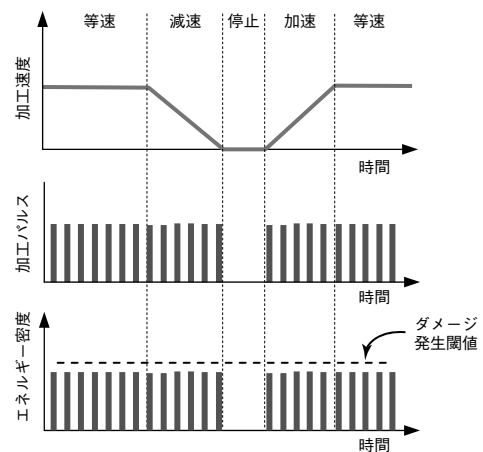 等速 減速 停止 加速 等速
加工速度
時間
加工パルス
時間
エネルギー密度
ダメージ
発生閾値
時間